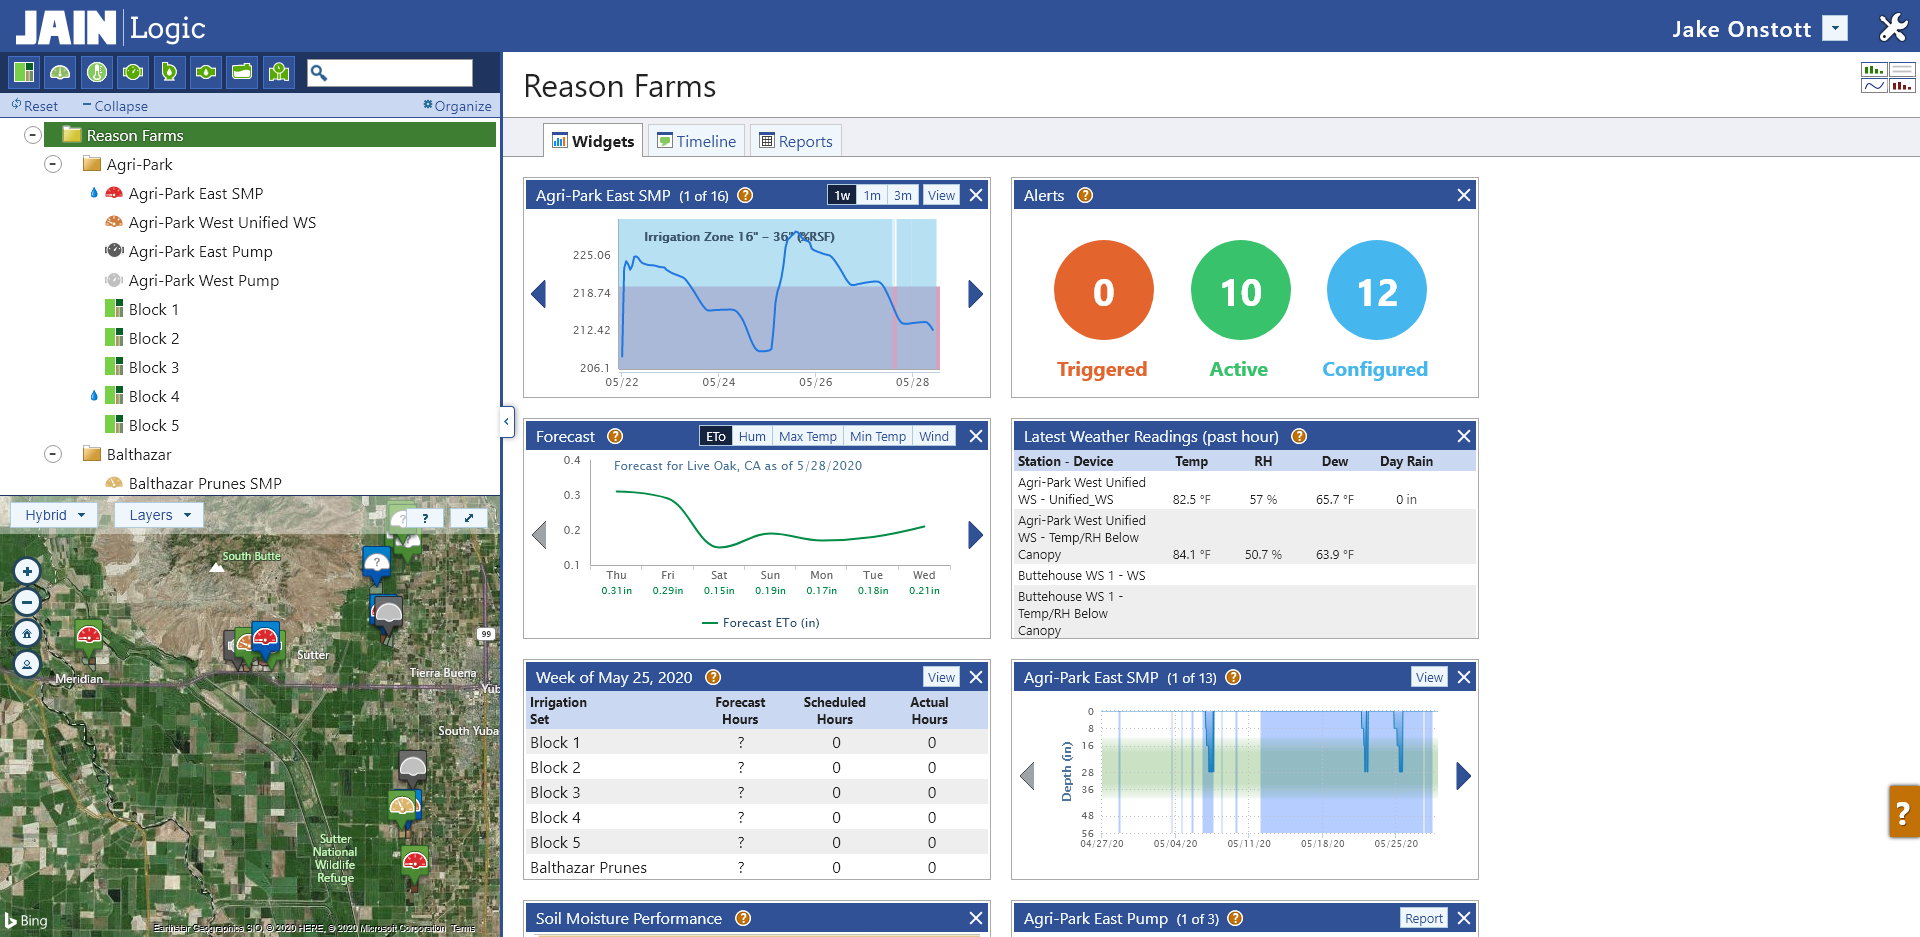 JAIN Logic
Jake Onstott
Reset
Collapse
Organize
Reason Farms
Agri-Park
Agri-Park East SMP
Agri-Park West Unified WS
Agri-Park East Pump
Agri-Park West Pump
Block 1
Block 2
Block 3
Block 4
Block 5
Balthazar
Balthazar Prunes SMP
Hybrid
Layers
?
South Butte
?
?
99
Sutter
Meridian
Tierra Buena
Yub
South Yuba
Sutter
National
Wildlife
Refuge
Bing
Earthstar Geographics SIO, © 2020 HERE, © 2020 Microsoft Corporation Terms
Reason Farms
Widgets
Timeline
Reports
Agri-Park East SMP (1 of 16) ? 1w 1m 3m View
Irrigation Zone 16" – 36" (%RSF)
225.06
218.74
212.42
206.1
05/22 05/24 05/26 05/28
Alerts ?
0 10 12
Triggered Active Configured
Forecast ? ETo Hum Max Temp Min Temp Wind
Forecast for Live Oak, CA as of 5/28/2020
0.4
0.3
0.2
0.1
Thu Fri Sat Sun Mon Tue Wed
0.31in 0.29in 0.15in 0.19in 0.17in 0.18in 0.21in
Forecast ETo (in)
Latest Weather Readings (past hour) ?
Station - Device Temp RH Dew Day Rain
Agri-Park West Unified
WS - Unified_WS 82.5 °F 57 % 65.7 °F 0 in
Agri-Park West Unified
WS - Temp/RH Below
Canopy 84.1 °F 50.7 % 63.9 °F
Buttehouse WS 1 - WS
Buttehouse WS 1 -
Temp/RH Below
Canopy
Week of May 25, 2020 ? View
Irrigation Forecast Scheduled Actual
Set Hours Hours Hours
Block 1 ? 0 0
Block 2 ? 0 0
Block 3 ? 0 0
Block 4 ? 0 0
Block 5 ? 0 0
Balthazar Prunes ? 0 0
Agri-Park East SMP (1 of 13) ? View
Depth (in)
0
8
16
28
36
48
56
04/27/20 05/04/20 05/11/20 05/18/20 05/25/20
?
Soil Moisture Performance ?
Agri-Park East Pump (1 of 3) ? Report